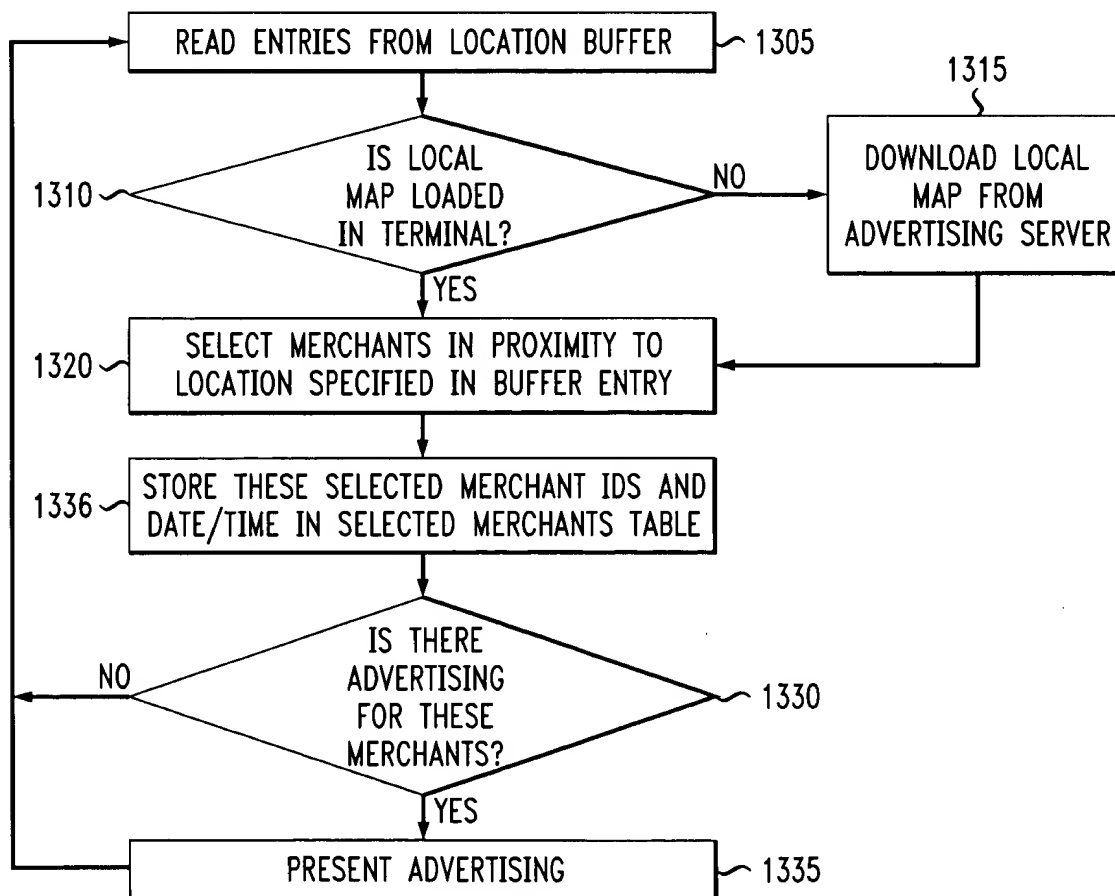 READ ENTRIES FROM LOCATION BUFFER
1305
1315
IS LOCAL
MAP LOADED
IN TERMINAL?
1310
NO
DOWNLOAD LOCAL
MAP FROM
ADVERTISING SERVER
YES
SELECT MERCHANTS IN PROXIMITY TO
LOCATION SPECIFIED IN BUFFER ENTRY
1320
STORE THESE SELECTED MERCHANT IDS AND
DATE/TIME IN SELECTED MERCHANTS TABLE
1336
IS THERE
ADVERTISING
FOR THESE
MERCHANTS?
NO
1330
YES
PRESENT ADVERTISING
1335